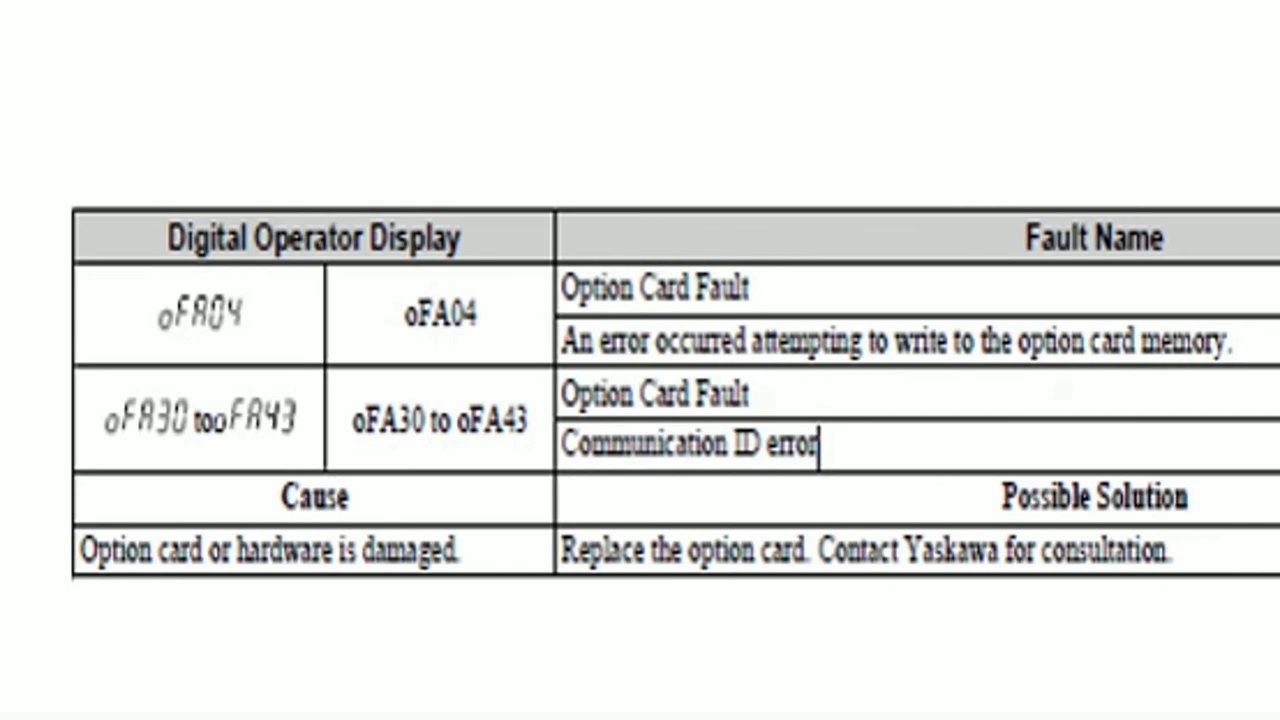 Digital Operator Display Fault Name
oFA04 oFA04 Option Card Fault
An error occurred attempting to write to the option card memory.
oFA30 tooFA43 oFA30 to oFA43 Option Card Fault
Communication ID error
Cause Possible Solution
Option card or hardware is damaged. Replace the option card. Contact Yaskawa for consultation.